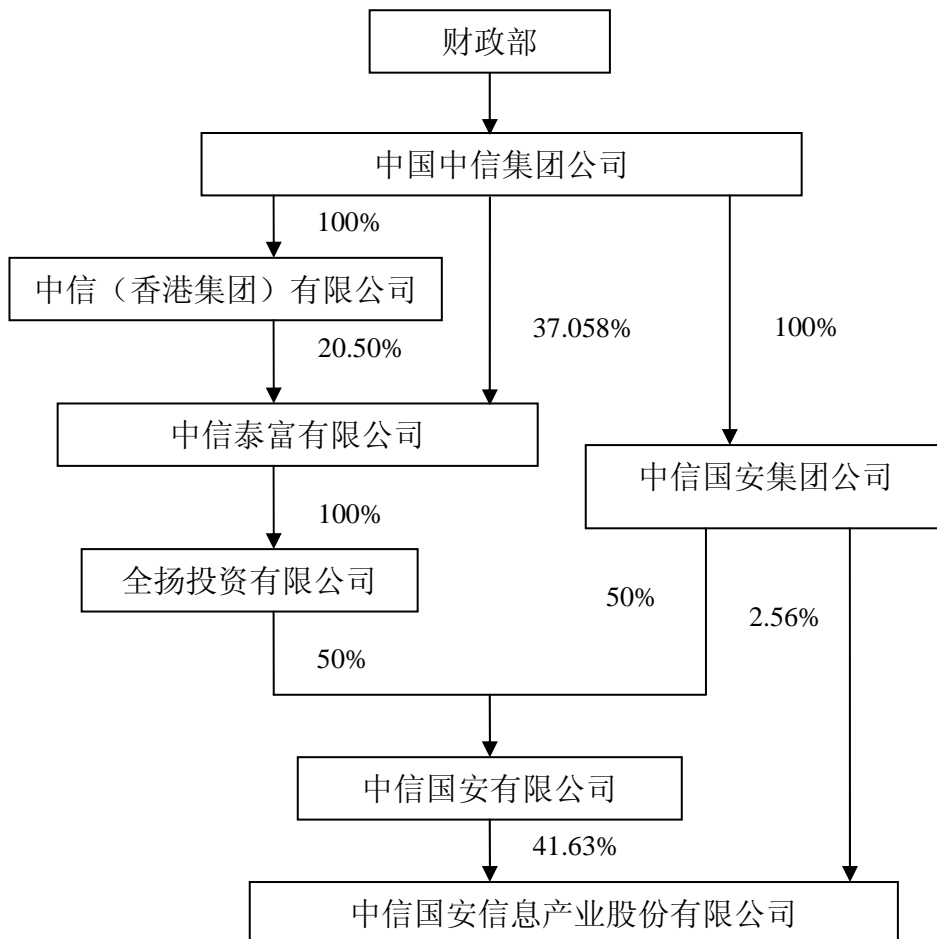 财政部
中国中信集团公司
100%
中信（香港集团）有限公司
20.50%
37.058%
100%
中信泰富有限公司
中信国安集团公司
100%
全扬投资有限公司
50%
2.56%
50%
中信国安有限公司
41.63%
中信国安信息产业股份有限公司